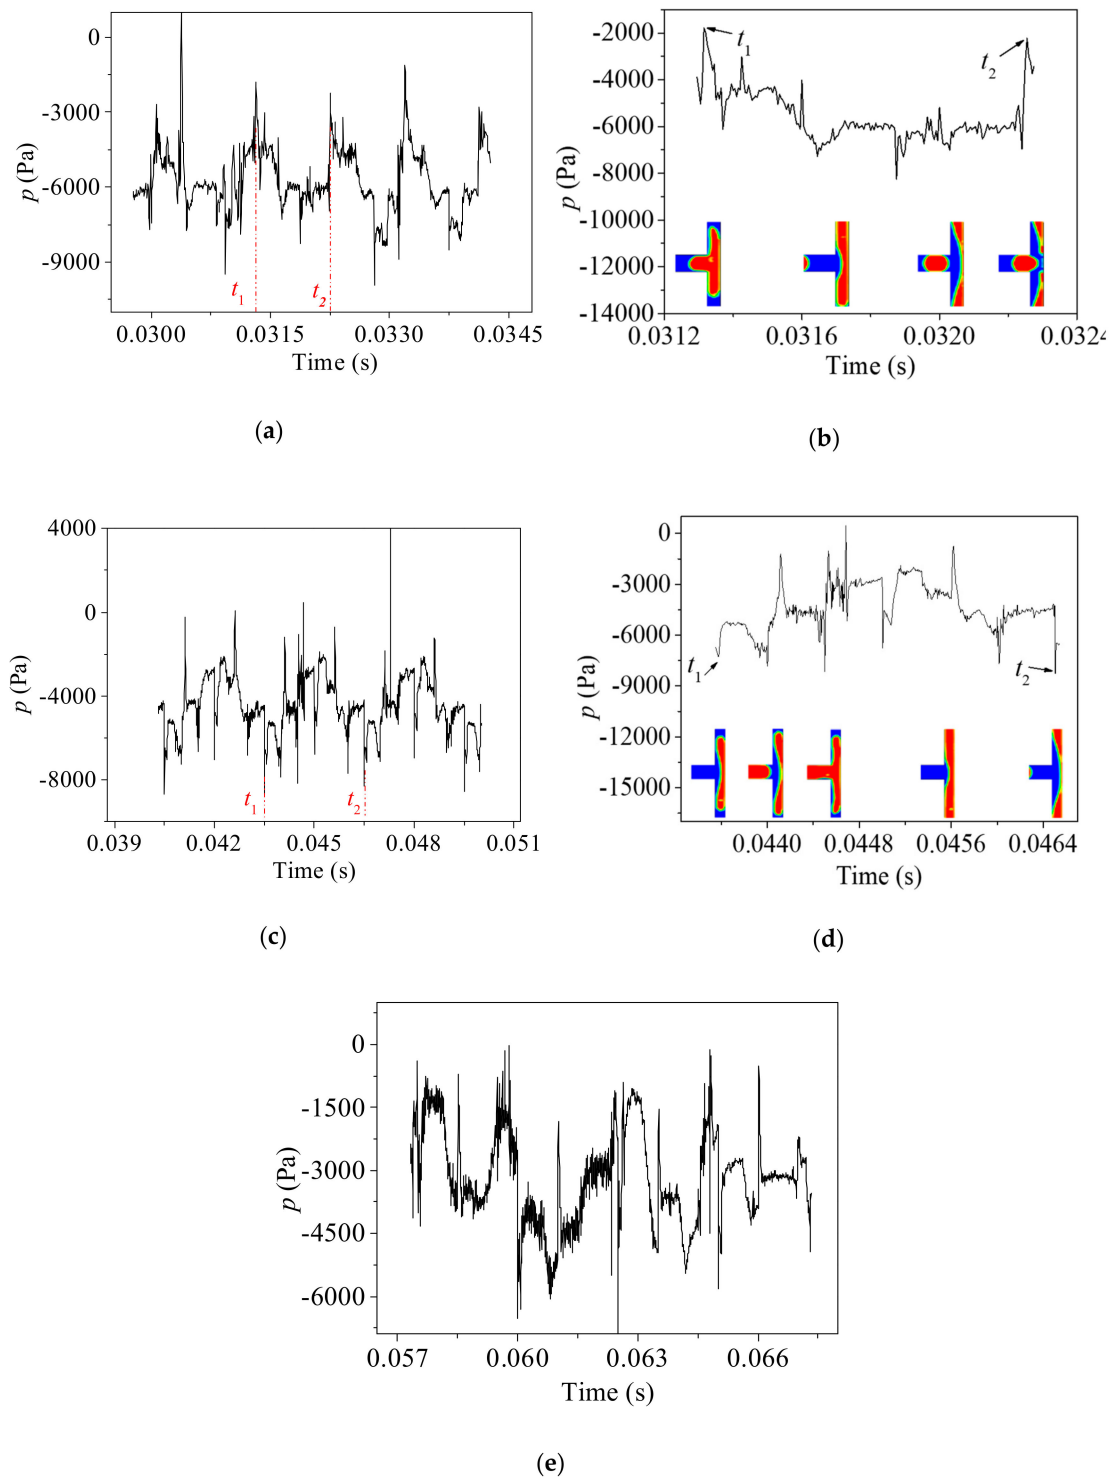 0
-3000
-6000
-9000
p (Pa)
t1
t2
0.0300 0.0315 0.0330 0.0345
Time (s)
(a)
-2000
-4000
-6000
-8000
-10000
-12000
-14000
p (Pa)
t1
t2
0.0312 0.0316 0.0320 0.0324
Time (s)
(b)
4000
0
-4000
-8000
p (Pa)
t1
t2
0.039 0.042 0.045 0.048 0.051
Time (s)
(c)
0
-3000
-6000
-9000
-12000
-15000
p (Pa)
t1
t2
0.0440 0.0448 0.0456 0.0464
Time (s)
(d)
0
-1500
-3000
-4500
-6000
p (Pa)
0.057 0.060 0.063 0.066
Time (s)
(e)